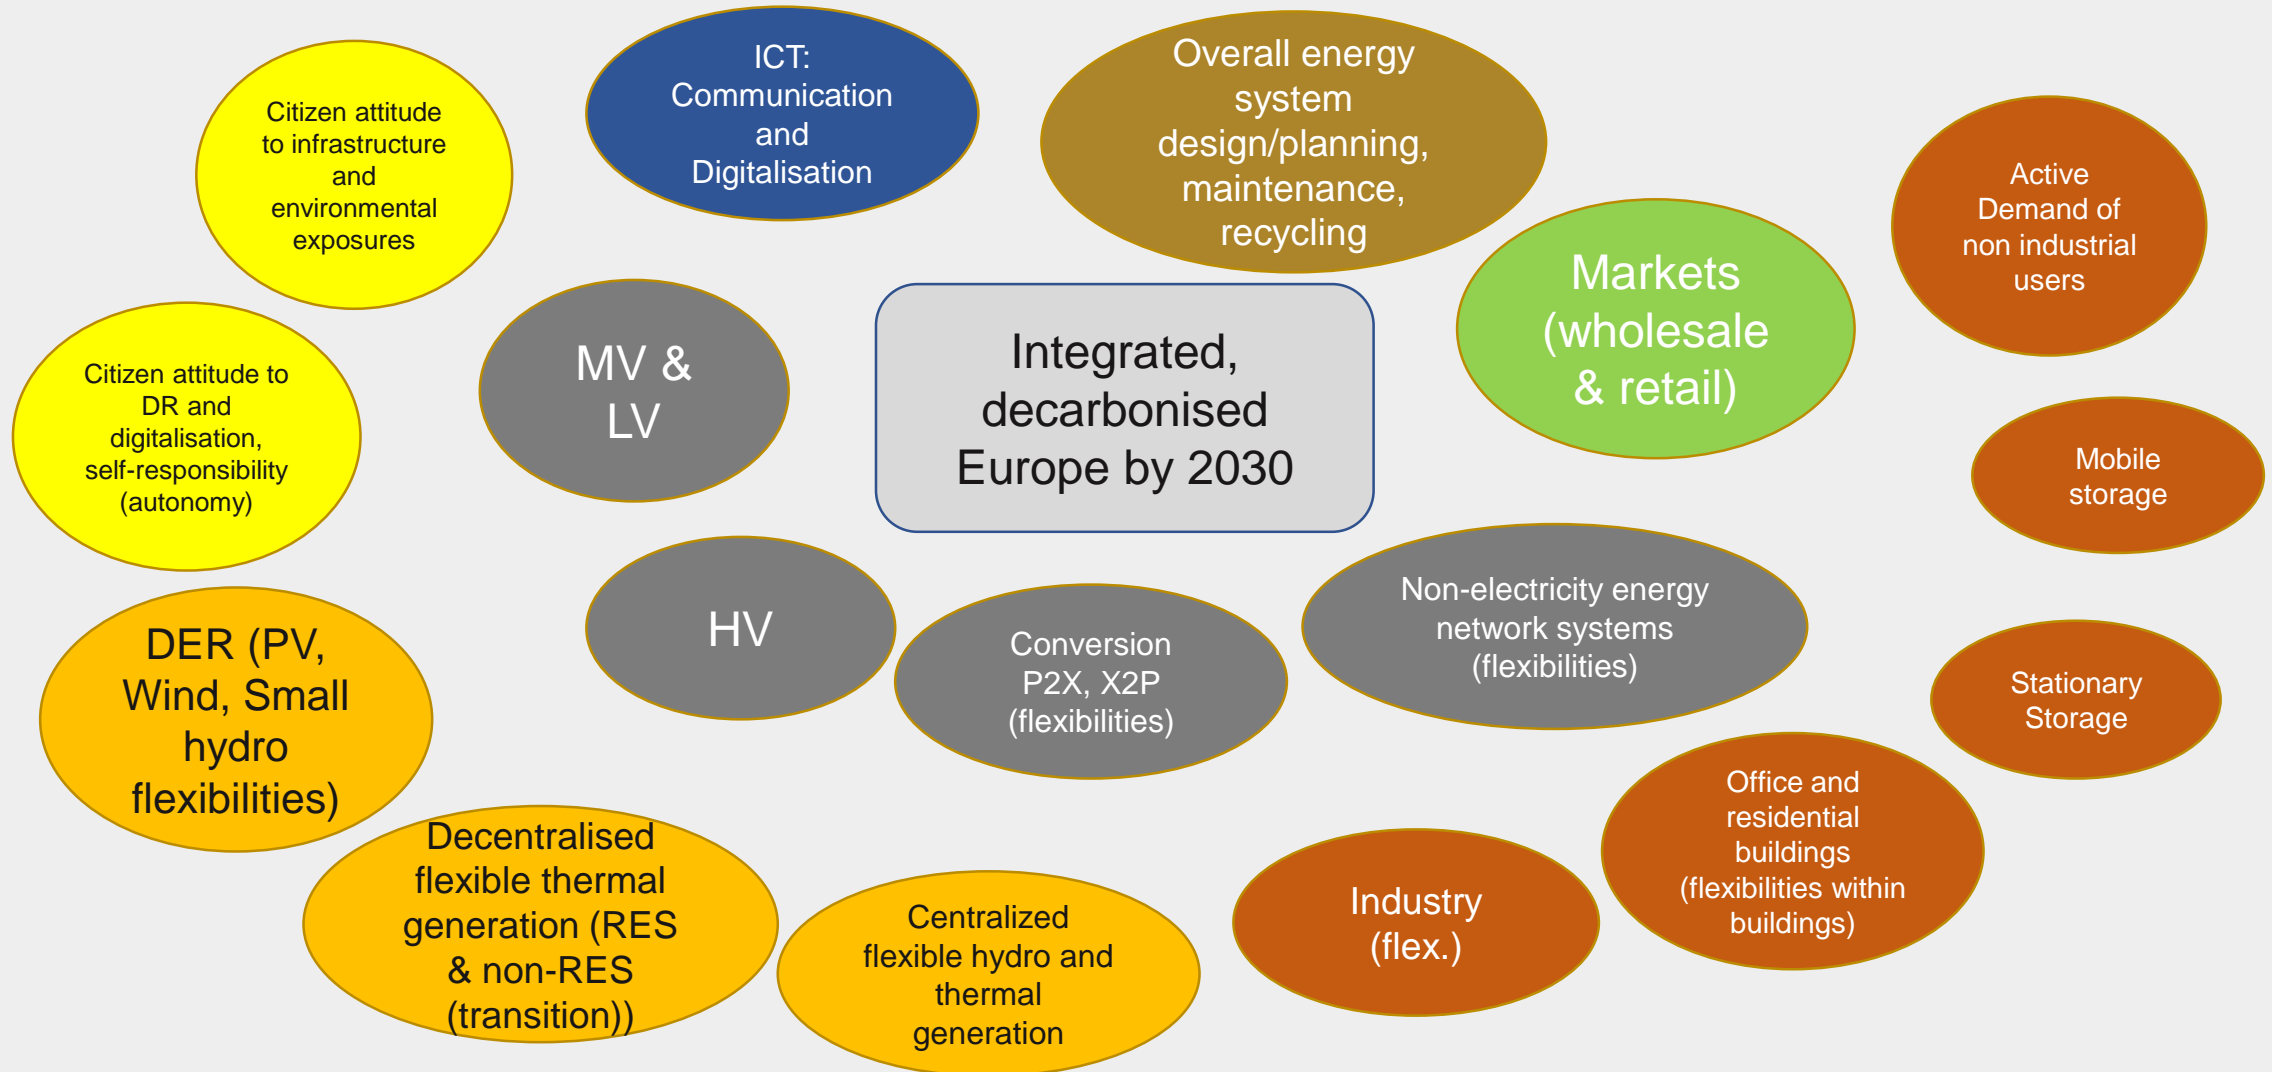 ICT:
Communication
and
Digitalisation
Overall energy
system
design/planning,
maintenance,
recycling
Citizen attitude
to infrastructure
and
environmental
exposures
Active
Demand of
non industrial
users
Markets
(wholesale
& retail)
MV &
LV
Integrated,
decarbonised
Europe by 2030
Citizen attitude to
DR and
digitalisation,
self-responsibility
(autonomy)
Mobile
storage
HV
Conversion
P2X, X2P
(flexibilities)
Non-electricity energy
network systems
(flexibilities)
DER (PV,
Wind, Small
hydro
flexibilities)
Stationary
Storage
Office and
residential
buildings
(flexibilities within
buildings)
Decentralised
flexible thermal
generation (RES
& non-RES
(transition))
Centralized
flexible hydro and
thermal
generation
Industry
(flex.)